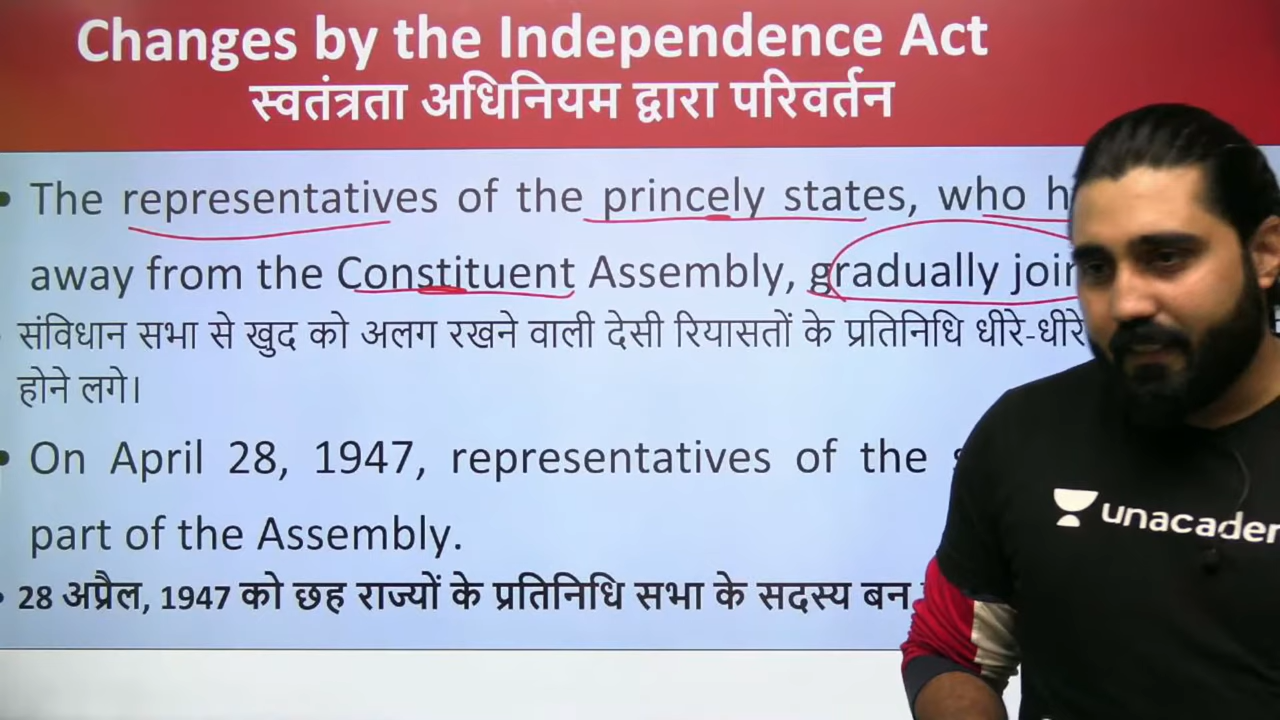 Changes by the Independence Act
स्वतंत्रता अधिनियम द्वारा परिवर्तन
• The representatives of the princely states, who
away from the Constituent Assembly, gradually
संविधान सभा से खुद को अलग रखने वाली देसी रियासतों के प्रतिनिधि धीरे-धीरे
होने लगे।
• On April 28, 1947, representatives of the
part of the Assembly.
• 28 अप्रैल, 1947 को छह राज्यों के प्रतिनिधि सभा के सदस्य बन
unacader